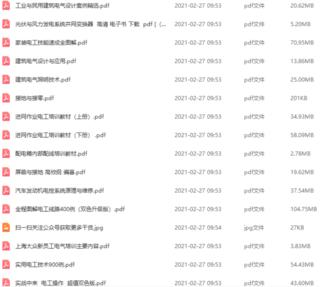 工业与民用建筑电气设计案例精选.pdf 2021-02-27 09:53 pdf文件 20.62MB
光伏与风力发电系统并网变换器 高清 电子书 下载 pdf [(... 2021-02-27 09:53 pdf文件 5.20MB
家装电工技能速成全图解.pdf 2021-02-27 09:53 pdf文件 70.95MB
建筑电气设计与应用.pdf 2021-02-27 09:53 pdf文件 13.86MB
建筑电气照明技术.pdf 2021-02-27 09:53 pdf文件 25.00MB
接地与接零.pdf 2021-02-27 09:53 pdf文件 201KB
进网作业电工培训教材（上册）.pdf 2021-02-27 09:53 pdf文件 34.93MB
进网作业电工培训教材（下册）.pdf 2021-02-27 09:53 pdf文件 58.09MB
配电箱内部配线培训教材.pdf 2021-02-27 09:53 pdf文件 2.78MB
屏蔽与接地 高攸纲 编著.pdf 2021-02-27 09:53 pdf文件 19.62MB
汽车发动机电控系统原理与维修.pdf 2021-02-27 09:53 pdf文件 37.54MB
全程图解电工线路400例（双色升级版）.pdf 2021-02-27 09:53 pdf文件 104.75MB
扫一扫关注公众号获取更多干货.jpg 2021-02-27 09:54 jpg文件 27KB
上海大众新员工电气培训主要内容.pdf 2021-02-27 09:53 pdf文件 3.83MB
实用电工技术900例.pdf 2021-02-27 09:53 pdf文件 54.43MB
实战中来 电工操作 超值双色版.pdf 2021-02-27 09:53 pdf文件 43.60MB